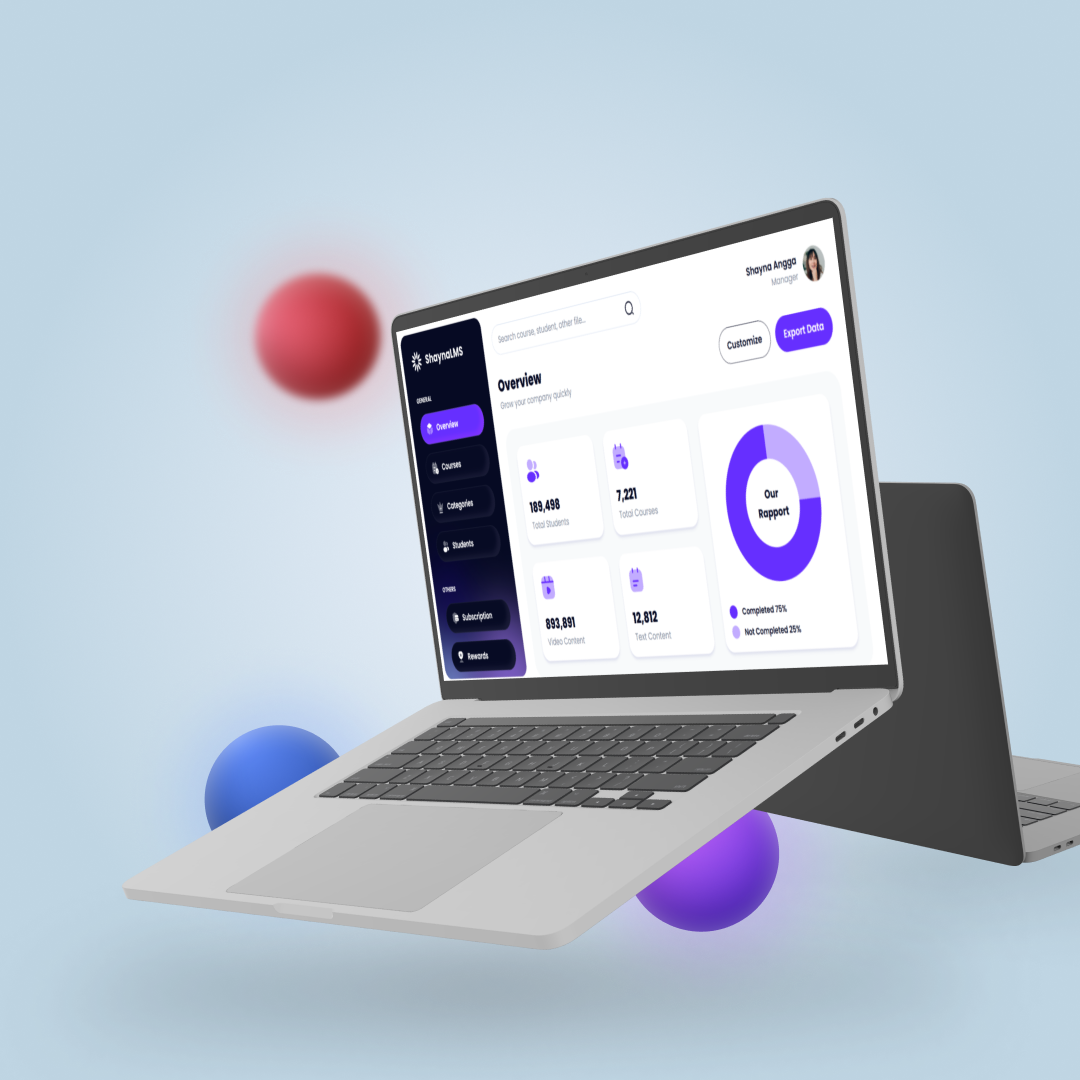 ShaynaLMS
GENERAL
Overview
Courses
Categories
Students
OTHERS
Subscription
Rewards
Search course, student, other file...
Shayna Angga
Manager
Overview
Grow your company quickly
Customize
Export Data
189,498
Total Students
7,221
Total Courses
893,891
Video Content
12,812
Text Content
Our
Rapport
Completed 75%
Not Completed 25%